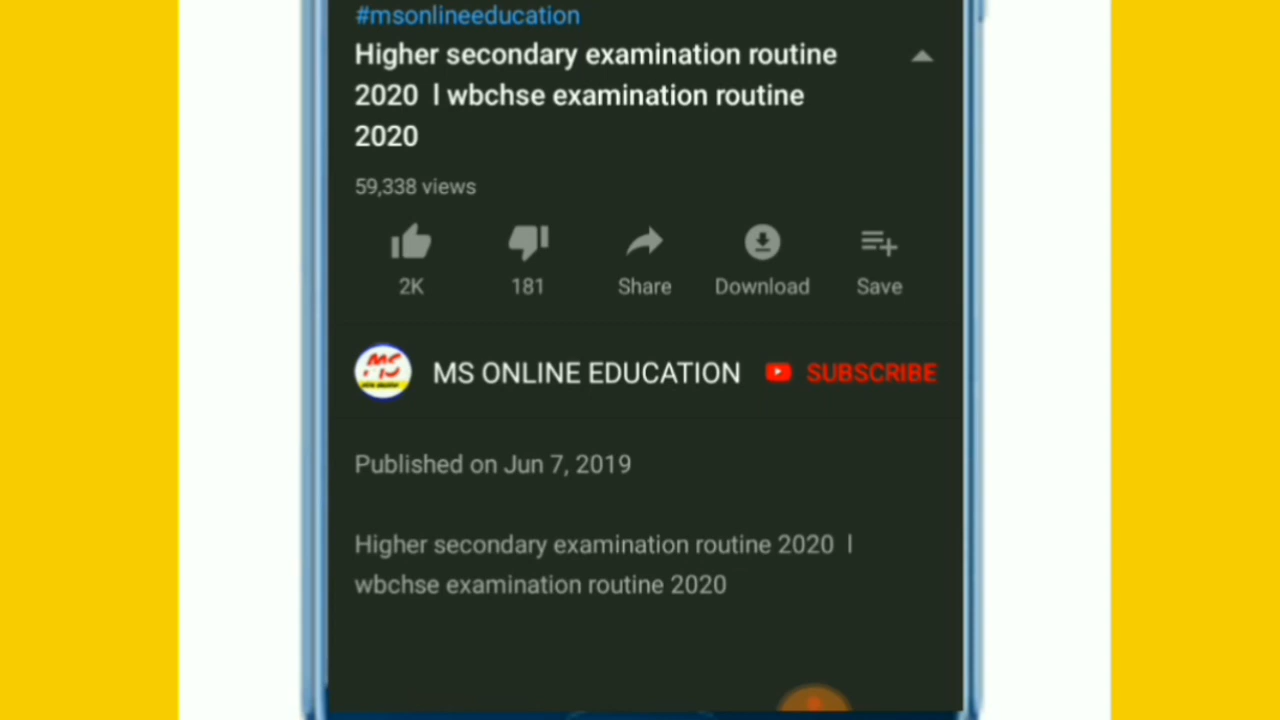 #msonlineeducation
Higher secondary examination routine
2020 l wbchse examination routine
2020
59,338 views
2K
181
Share
Download
Save
MS ONLINE EDUCATION
SUBSCRIBE
Published on Jun 7, 2019
Higher secondary examination routine 2020 l
wbchse examination routine 2020